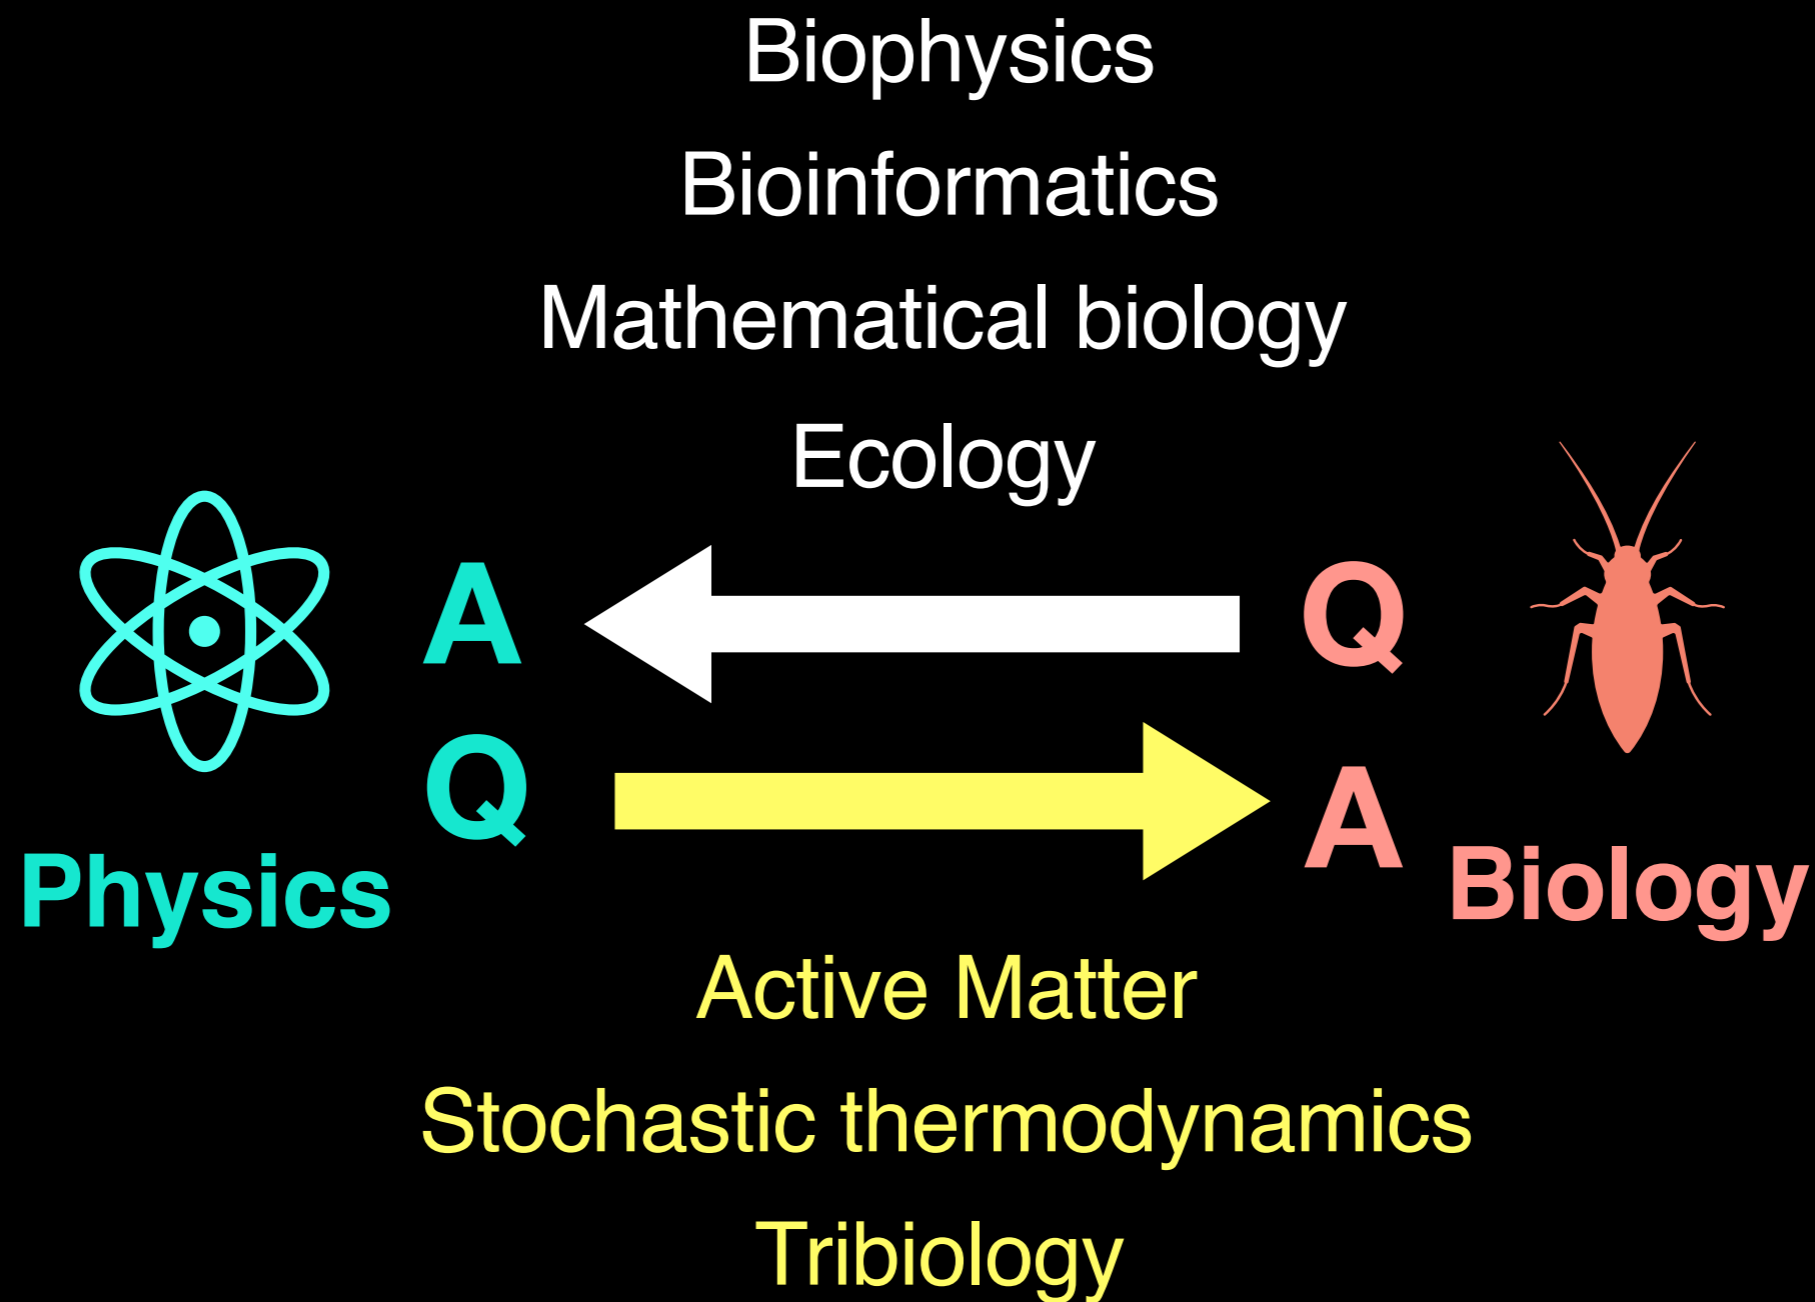 Biophysics
Bioinformatics
Mathematical biology
Ecology
A Q
Q A
Physics Biology
Active Matter
Stochastic thermodynamics
Tribiology